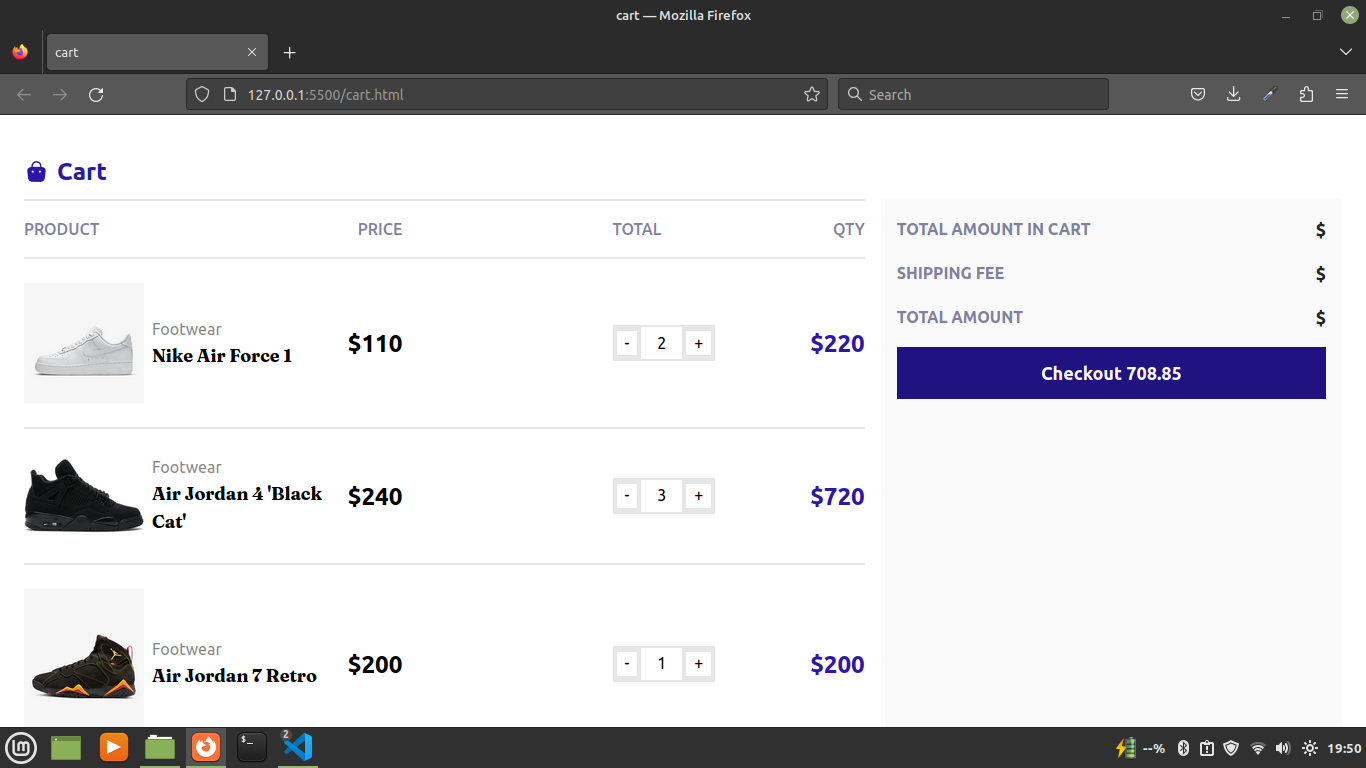 cart — Mozilla Firefox
cart
127.0.0.1:5500/cart.html
Search
Cart
PRODUCT PRICE TOTAL QTY
Footwear
Nike Air Force 1
$110
- 2 +
$220
Footwear
Air Jordan 4 'Black
Cat'
$240
- 3 +
$720
Footwear
Air Jordan 7 Retro
$200
- 1 +
$200
TOTAL AMOUNT IN CART $
SHIPPING FEE $
TOTAL AMOUNT $
Checkout 708.85
lm
$_
2
--%
19:50